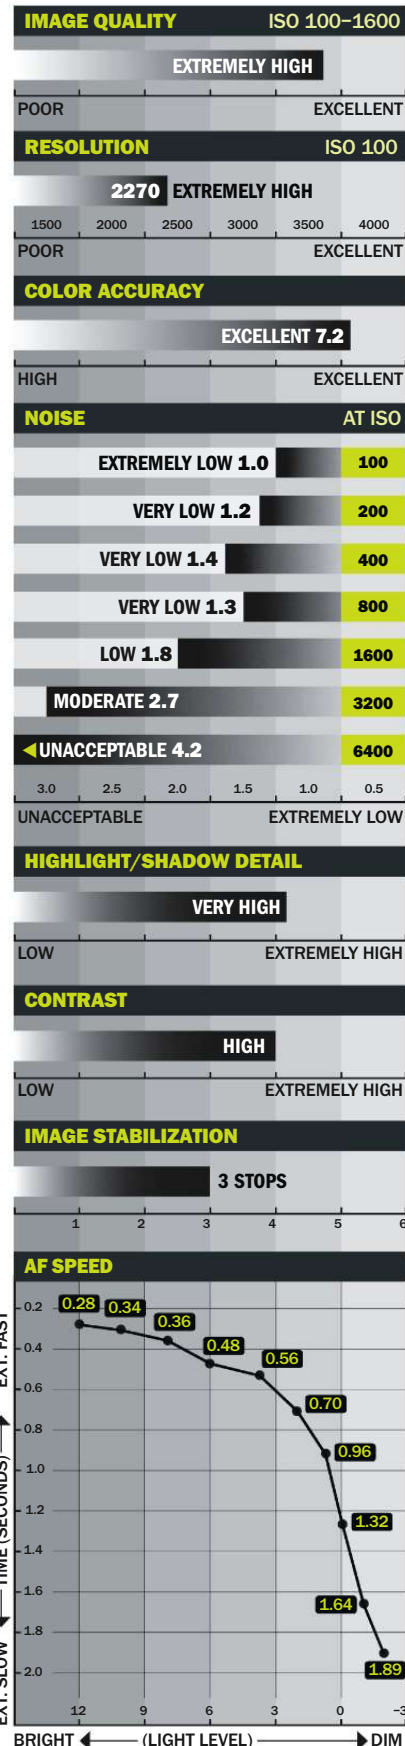 IMAGE QUALITY ISO 100–1600
EXTREMELY HIGH
POOR EXCELLENT
RESOLUTION ISO 100
2270 EXTREMELY HIGH
1500 2000 2500 3000 3500 4000
POOR EXCELLENT
COLOR ACCURACY
EXCELLENT 7.2
HIGH EXCELLENT
NOISE AT ISO
EXTREMELY LOW 1.0 100
VERY LOW 1.2 200
VERY LOW 1.4 400
VERY LOW 1.3 800
LOW 1.8 1600
MODERATE 2.7 3200
UNACCEPTABLE 4.2 6400
3.0 2.5 2.0 1.5 1.0 0.5
UNACCEPTABLE EXTREMELY LOW
HIGHLIGHT/SHADOW DETAIL
VERY HIGH
LOW EXTREMELY HIGH
CONTRAST
HIGH
LOW EXTREMELY HIGH
IMAGE STABILIZATION
3 STOPS
1 2 3 4 5 6
AF SPEED
EXT. SLOW TIME (SECONDS) EXT. FAST
0.2
0.28 0.34 0.36 0.48 0.56 0.70 0.96 1.32 1.64 1.89
0.4
0.6
0.8
1.0
1.2
1.4
1.6
1.8
2.0
12 9 6 3 0 –3
BRIGHT (LIGHT LEVEL) DIM